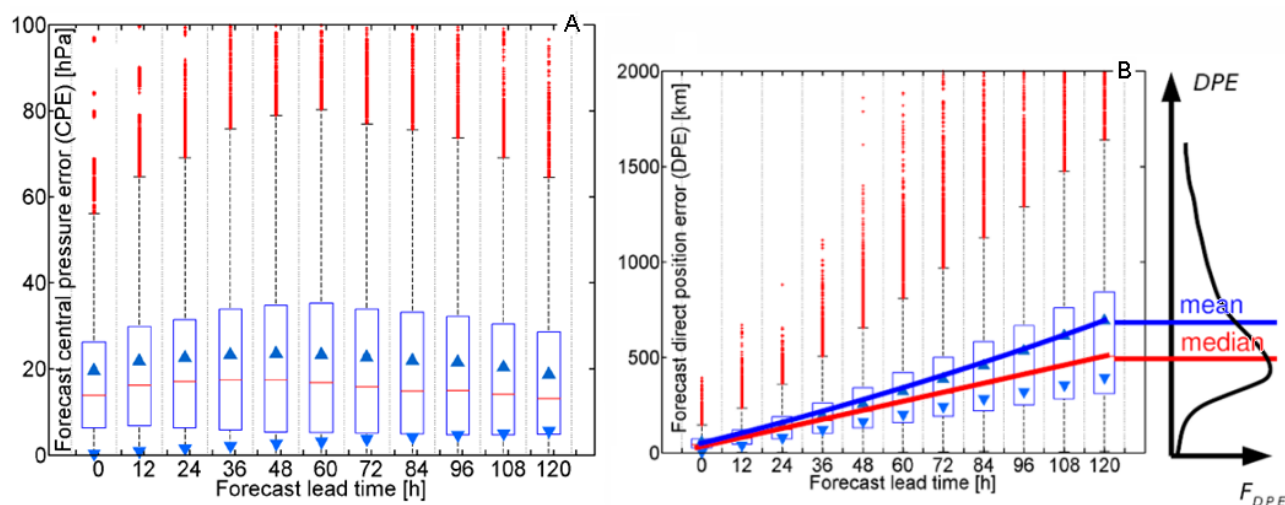 A
Forecast central pressure error (CPE) [hPa]
100
80
60
40
20
0
0 12 24 36 48 60 72 84 96 108 120
Forecast lead time [h]
B
Forecast direct position error (DPE) [km]
2000
1500
1000
500
0
0 12 24 36 48 60 72 84 96 108 120
Forecast lead time [h]
DPE
mean
median
F DPE